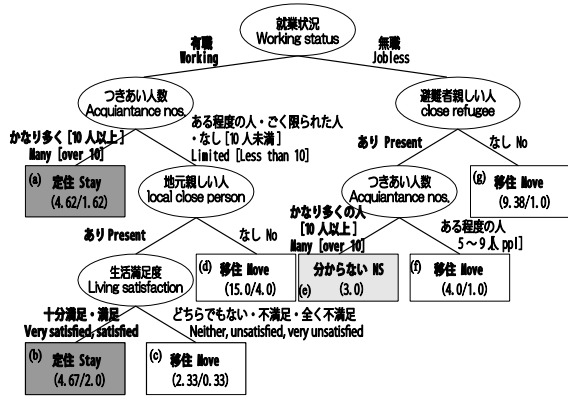 就業状況
Working status
有職
Working
無職
Jobless
つきあい人数
Acquiantance nos.
避難者親しい人
close refugee
かなり多く [10 人以上]
Many [over 10]
ある程度の人・ごく限られた人
・なし [10 人未満]
Limited [Less than 10]
あり Present
なし No
(a) 定住 Stay
(4.62/1.62)
地元親しい人
local close person
つきあい人数
Acquiantance nos.
(g) 移住 Move
(9.38/1.0)
あり Present
なし No
かなり多くの人
[10 人以上]
Many [over 10]
ある程度の人
5～9人[ ppl]
生活満足度
Living satisfaction
(d) 移住 Move
(15.0/4.0)
分からない NS
(e) (3.0)
(f) 移住 Move
(4.0/1.0)
十分満足・満足
Very satisfied, satisfied
どちらでもない・不満足・全く不満足
Neither, unsatisfied, very unsatisfied
(b) 定住 Stay
(4.67/2.0)
(c) 移住 Move
(2.33/0.33)